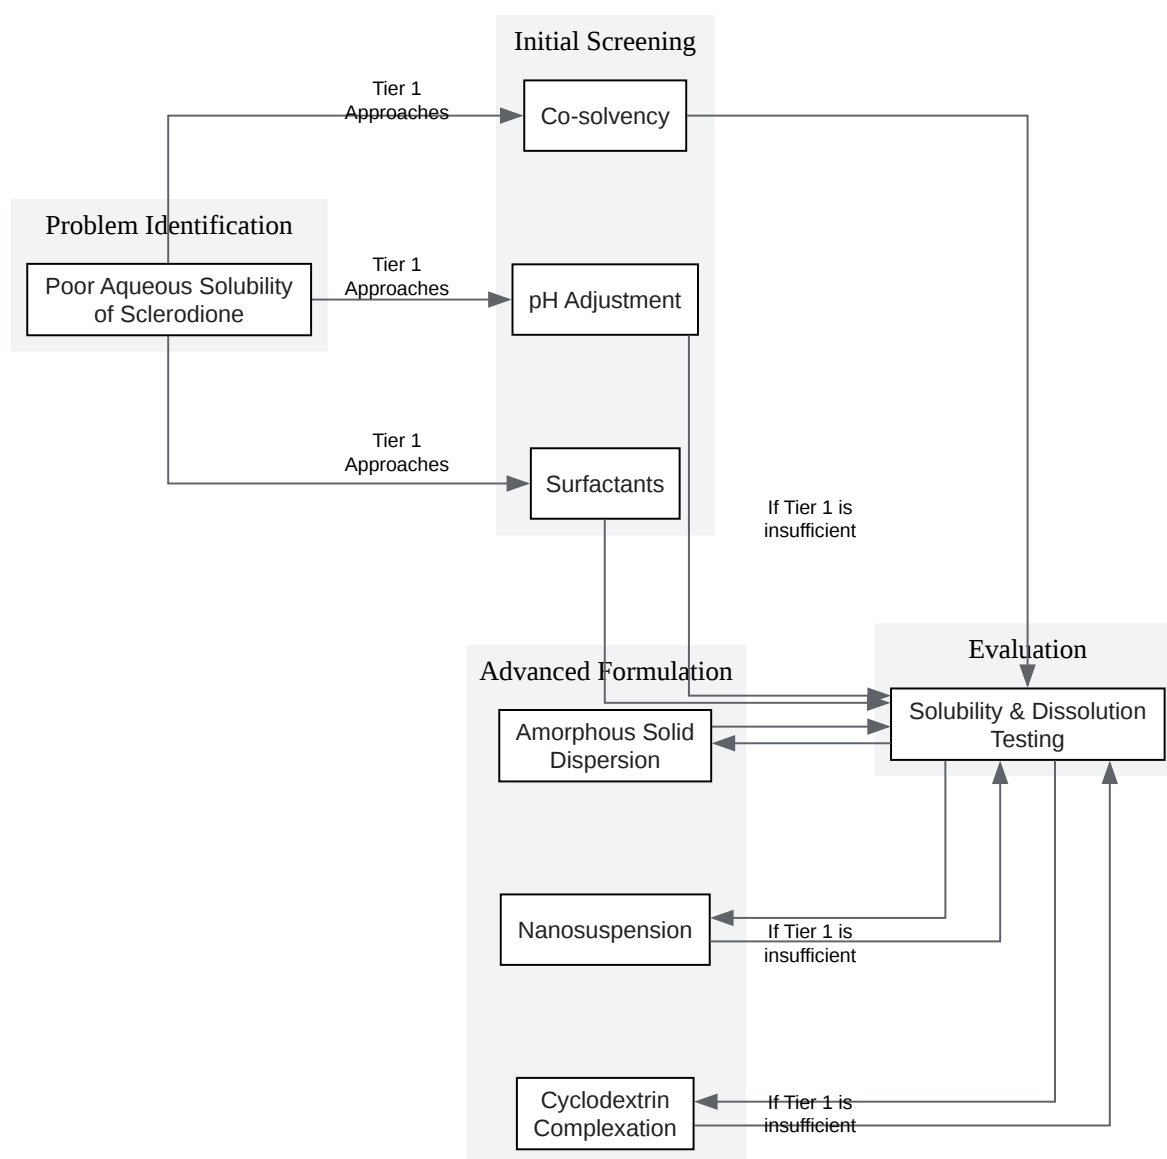 Initial Screening
Tier 1
Approaches
Co-solvency
Problem Identification
Poor Aqueous Solubility
of Sclerodione
Tier 1
Approaches
pH Adjustment
Tier 1
Approaches
Surfactants
If Tier 1 is
insufficient
Evaluation
Solubility & Dissolution
Testing
Advanced Formulation
Amorphous Solid
Dispersion
Nanosuspension
If Tier 1 is
insufficient
Cyclodextrin
Complexation
If Tier 1 is
insufficient